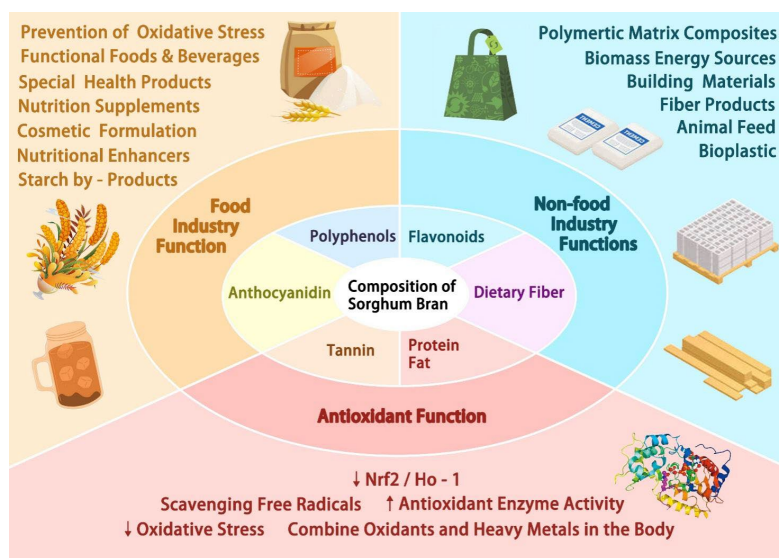 Prevention of Oxidative Stress
Functional Foods & Beverages
Special Health Products
Nutrition Supplements
Cosmetic Formulation
Nutritional Enhancers
Starch by - Products
Polymertic Matrix Composites
Biomass Energy Sources
Building Materials
Fiber Products
Animal Feed
Bioplastic
Food
Industry
Function
Non-food
Industry
Functions
Polyphenols
Flavonoids
Anthocyanidin
Composition of
Sorghum Bran
Dietary Fiber
Tannin
Protein
Fat
Antioxidant Function
↓ Nrf2 / Ho - 1
Scavenging Free Radicals ↑ Antioxidant Enzyme Activity
↓ Oxidative Stress Combine Oxidants and Heavy Metals in the Body